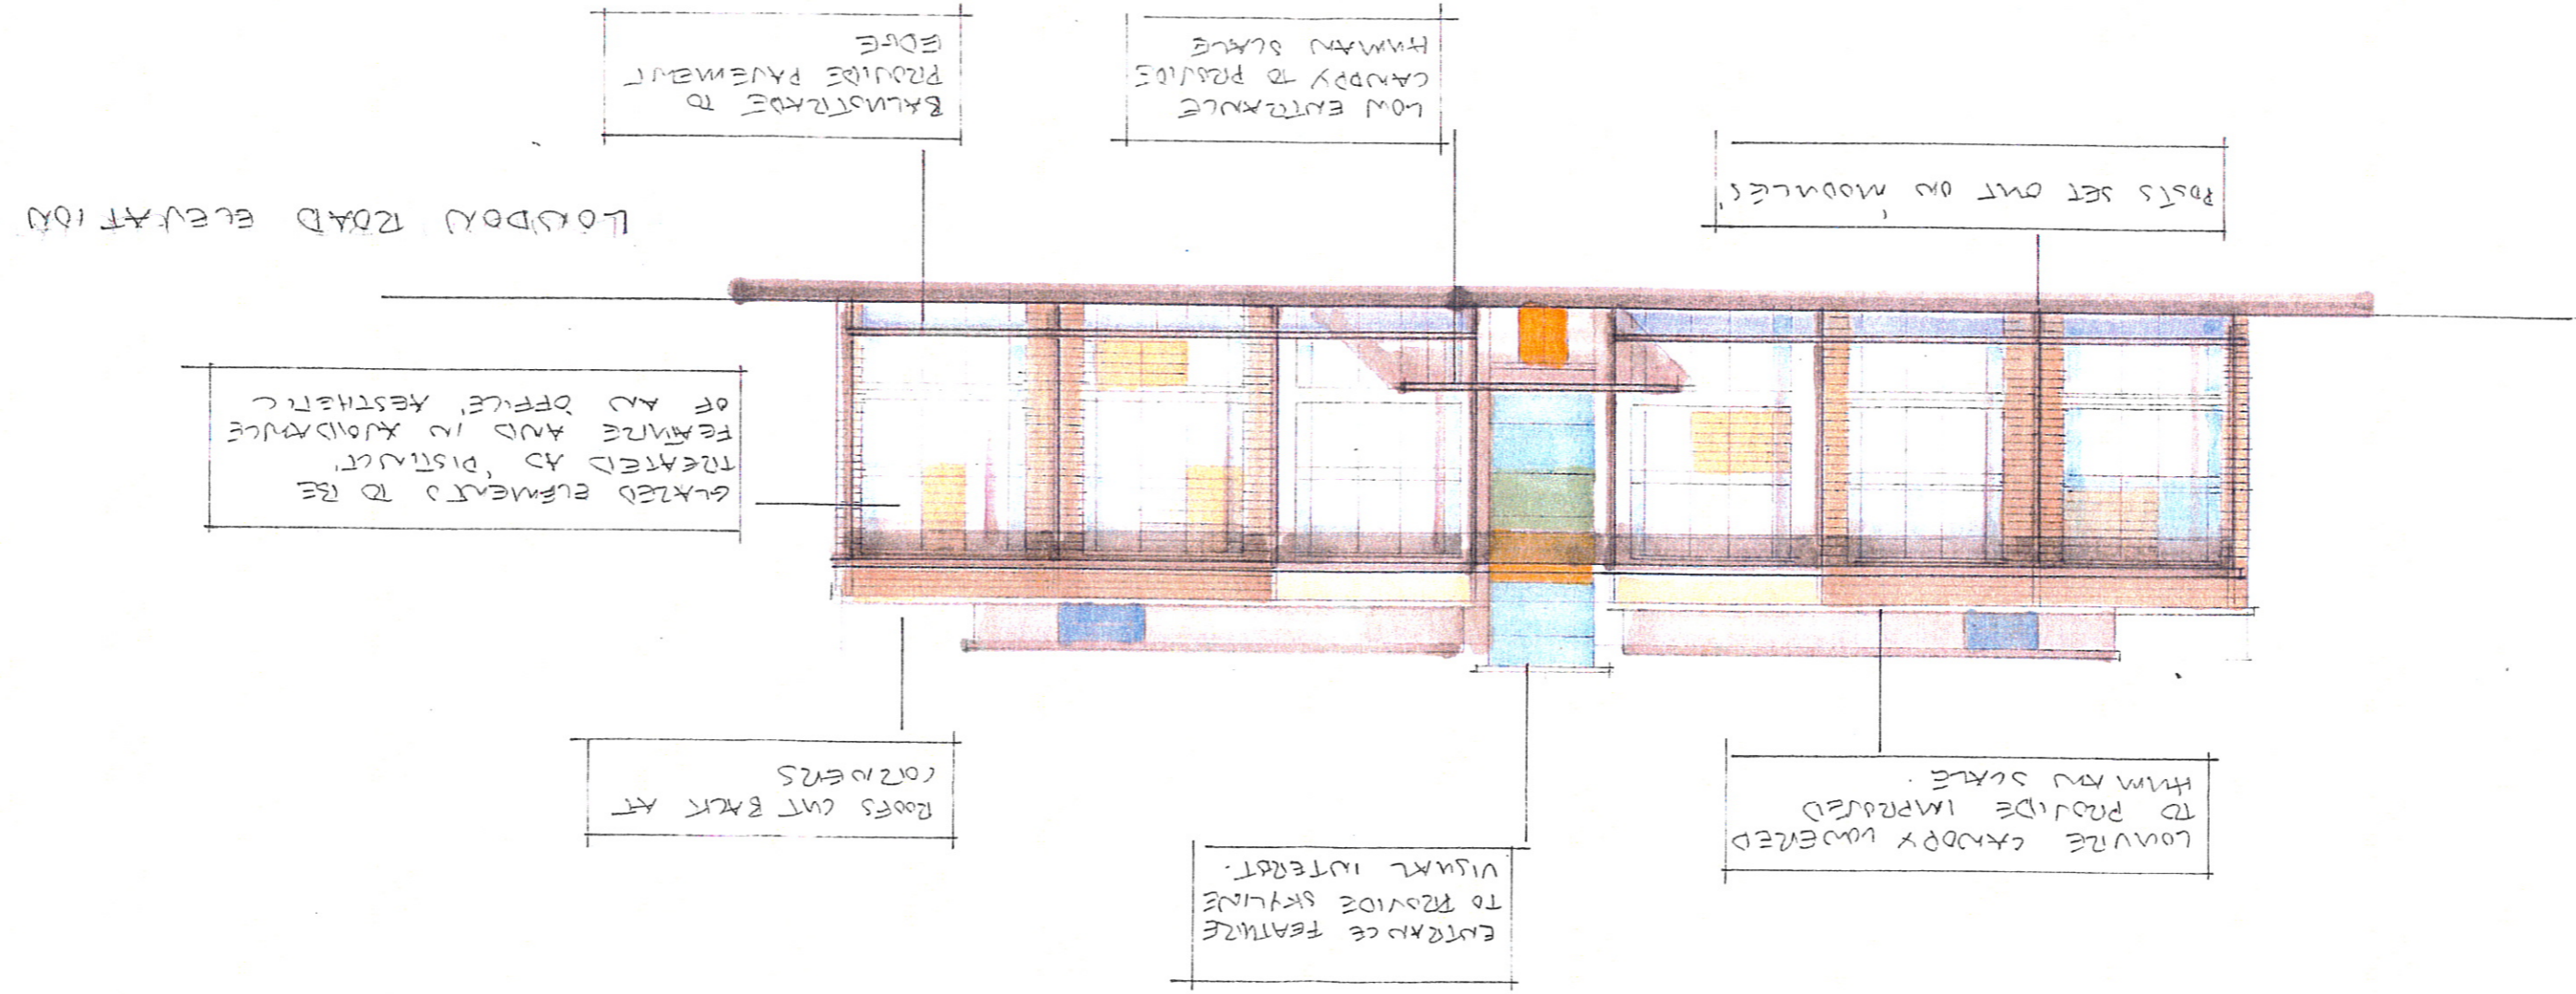 LOUVRE CANOPY LOWERED
TO PROVIDE IMPROVED
HUMAN SCALE.
ENTRANCE FEATURE
TO PROVIDE SKYLINE
VISUAL INTERST.
ROOFS CUT BACK AT
CORNERS
GLAZED ELEMENTS TO BE
TREATED AS 'DISTINCT'
FEATURE AND IN AVOIDANCE
OF AN 'OFFICE' AESTHETIC
POSTS SET OUT ON 'MODULES'
LOW ENTRANCE
CANOPY TO PROVIDE
HUMAN SCALE
BALUSTRADE TO
PROVIDE PAVEMENT
EDGE
LONDON ROAD ELEVATION